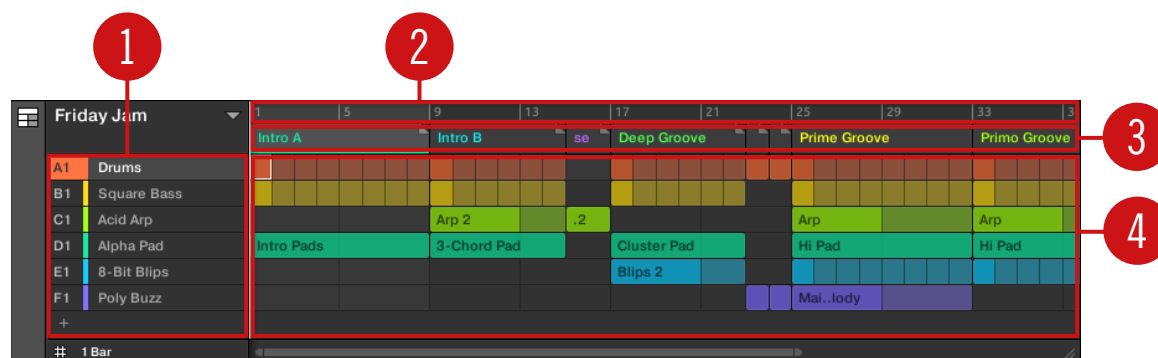 1 2
Friday Jam 1 5 9 13 17 21 25 29 33 3
Intro A Intro B se Deep Groove Prime Groove Primo Groove 3
A1 Drums
B1 Square Bass
C1 Acid Arp Arp 2 .2 Arp Arp
D1 Alpha Pad Intro Pads 3-Chord Pad Cluster Pad Hi Pad Hi Pad 4
E1 8-Bit Blips Blips 2
F1 Poly Buzz Mai..lody
+
1 Bar